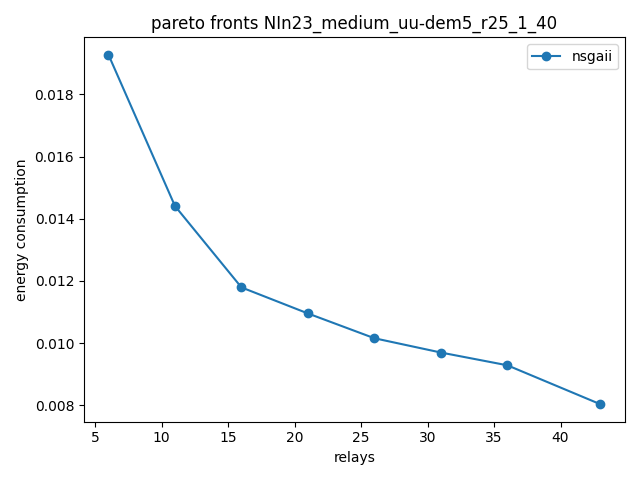 pareto fronts NIn23_medium_uu-dem5_r25_1_40
nsgaii
0.018
0.016
0.014
0.012
0.010
0.008
energy consumption
5 10 15 20 25 30 35 40
relays